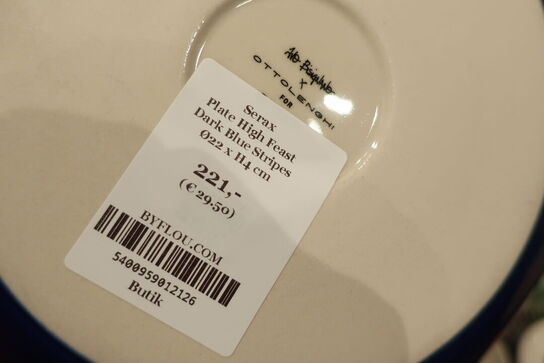 X
OTTOLENGHI
FOR
Serax
Plate High Feast
Dark Blue Stripes
Ø22 x H4 cm
221,-
(€ 29.50)
BYFLOU.COM
5400959012126
Butik